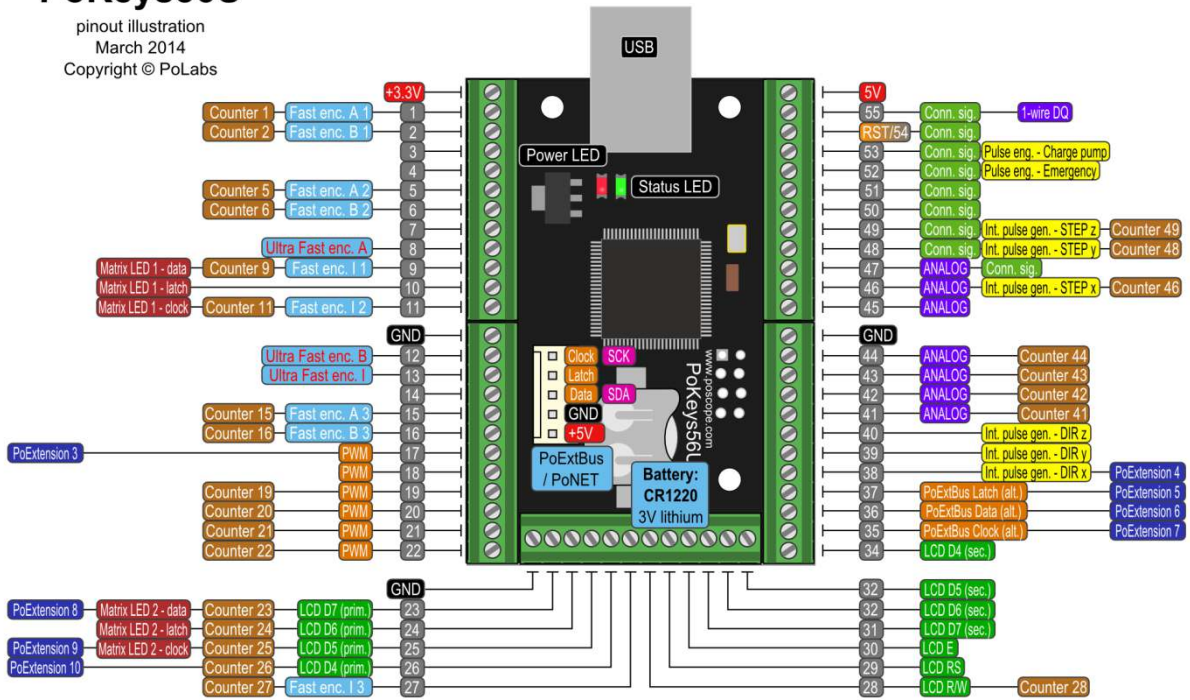 pinout illustration
March 2014
Copyright © PoLabs
USB
+3.3V
Counter 1 Fast enc. A 1 1
Counter 2 Fast enc. B 1 2
3
4
Counter 5 Fast enc. A 2 5
Counter 6 Fast enc. B 2 6
7
Ultra Fast enc. A 8
Matrix LED 1 - data Counter 9 Fast enc. I 1 9
Matrix LED 1 - latch 10
Matrix LED 1 - clock Counter 11 Fast enc. I 2 11
GND
Ultra Fast enc. B 12
Ultra Fast enc. I 13
14
Counter 15 Fast enc. A 3 15
Counter 16 Fast enc. B 3 16
PoExtension 3 PWM 17
PWM 18
Counter 19 PWM 19
Counter 20 PWM 20
Counter 21 PWM 21
Counter 22 PWM 22
Power LED
Status LED
Clock SCK
Latch
Data SDA
GND
+5V
PoExtBus
/ PoNET
Battery:
CR1220
3V lithium
www.poscope.com
5V
55 Conn. sig. 1-wire DQ
RST/54 Conn. sig.
53 Conn. sig. Pulse eng. - Charge pump
52 Conn. sig. Pulse eng. - Emergency
51 Conn. sig.
50 Conn. sig.
49 Conn. sig. Int. pulse gen. - STEP z Counter 49
48 Conn. sig. Int. pulse gen. - STEP y Counter 48
47 ANALOG Conn. sig.
46 ANALOG Int. pulse gen. - STEP x Counter 46
45 ANALOG
GND
44 ANALOG Counter 44
43 ANALOG Counter 43
42 ANALOG Counter 42
41 ANALOG Counter 41
40 Int. pulse gen. - DIR z
39 Int. pulse gen. - DIR y
38 Int. pulse gen. - DIR x PoExtension 4
37 PoExtBus Latch (alt.) PoExtension 5
36 PoExtBus Data (alt.) PoExtension 6
35 PoExtBus Clock (alt.) PoExtension 7
34 LCD D4 (sec.)
GND
PoExtension 8 Matrix LED 2 - data Counter 23 LCD D7 (prim.) 23
Matrix LED 2 - latch Counter 24 LCD D6 (prim.) 24
PoExtension 9 Matrix LED 2 - clock Counter 25 LCD D5 (prim.) 25
PoExtension 10 Counter 26 LCD D4 (prim.) 26
Counter 27 Fast enc. I 3 27
32 LCD D5 (sec.)
32 LCD D6 (sec.)
31 LCD D7 (sec.)
30 LCD E
29 LCD RS
28 LCD R/W Counter 28